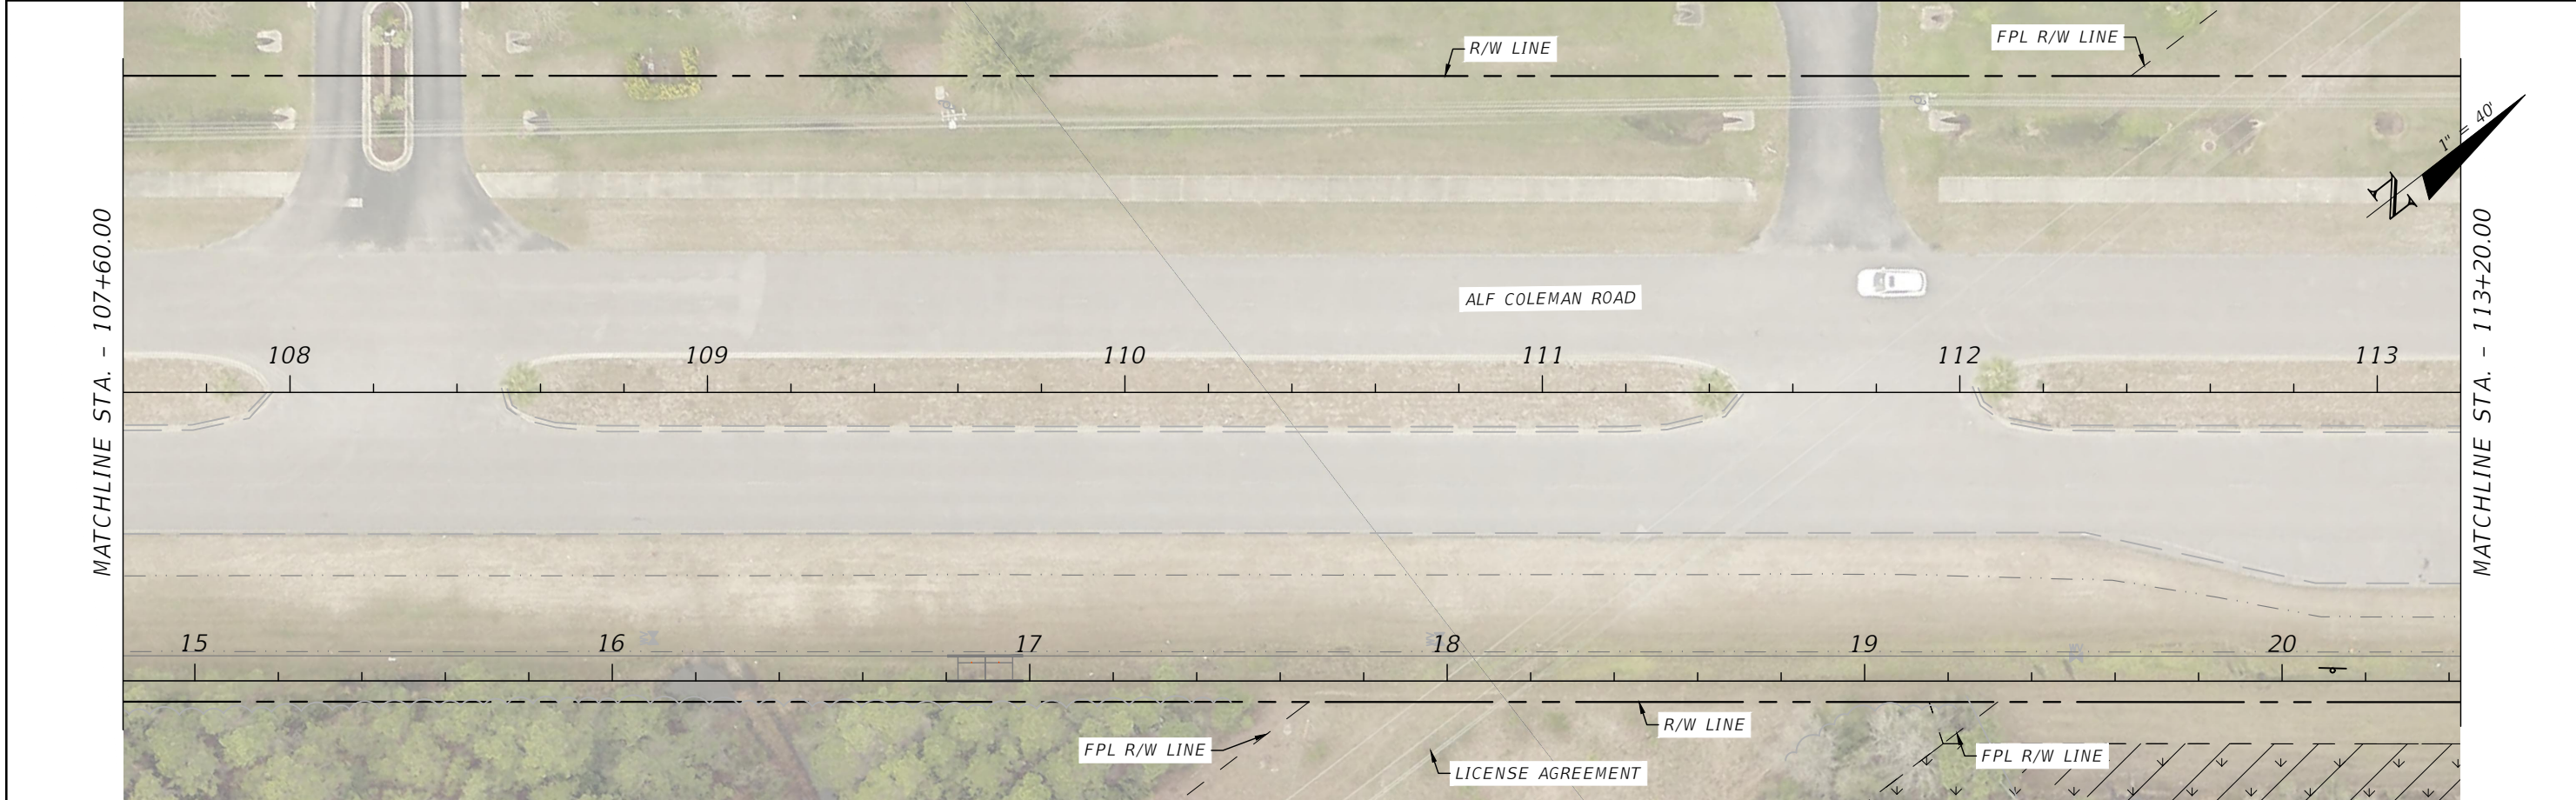 R/W LINE
FPL R/W LINE
1" = 40'
N
MATCHLINE STA. - 107+60.00
MATCHLINE STA. - 113+20.00
ALF COLEMAN ROAD
108 109 110 111 112 113
15 16 17 18 19 20
R/W LINE
FPL R/W LINE
FPL R/W LINE
LICENSE AGREEMENT